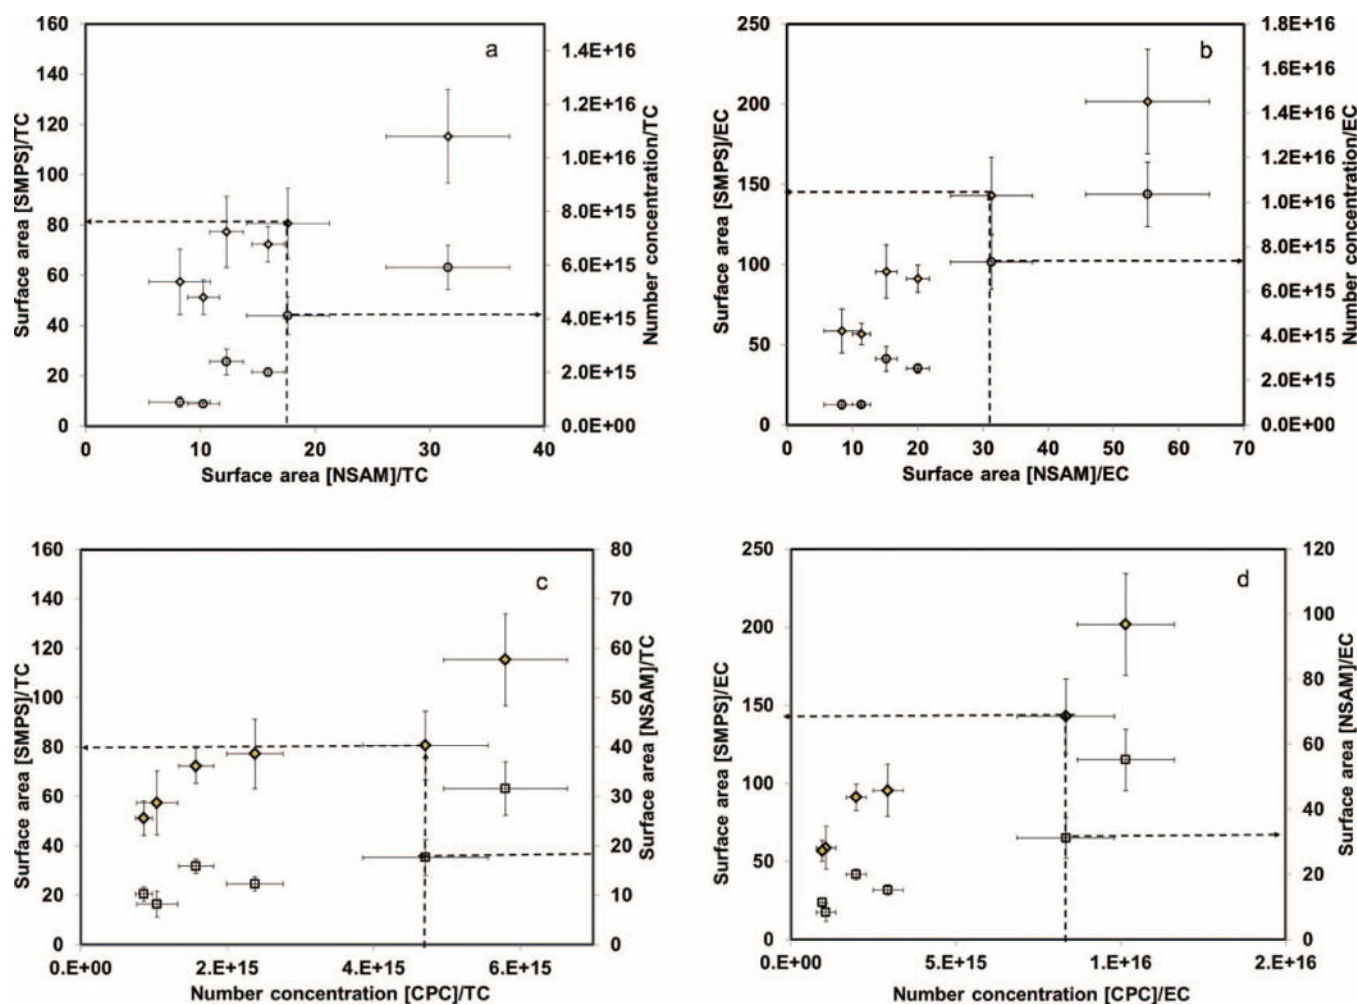 a
160
140
120
100
80
60
40
20
0
Surface area [SMPS]/TC
1.4E+16
1.2E+16
1.0E+16
8.0E+15
6.0E+15
4.0E+15
2.0E+15
0.0E+00
Number concentration/TC
0 10 20 30 40
Surface area [NSAM]/TC
b
250
200
150
100
50
0
Surface area [SMPS]/EC
1.8E+16
1.6E+16
1.4E+16
1.2E+16
1.0E+16
8.0E+15
6.0E+15
4.0E+15
2.0E+15
0.0E+00
Number concentration/EC
0 10 20 30 40 50 60 70
Surface area [NSAM]/EC
c
160
140
120
100
80
60
40
20
0
Surface area [SMPS]/TC
80
70
60
50
40
30
20
10
0
Surface area [NSAM]/TC
0.E+00 2.E+15 4.E+15 6.E+15
Number concentration [CPC]/TC
d
250
200
150
100
50
0
Surface area [SMPS]/EC
120
100
80
60
40
20
0
Surface area [NSAM]/EC
0.E+00 5.E+15 1.E+16 2.E+16
Number concentration [CPC]/EC